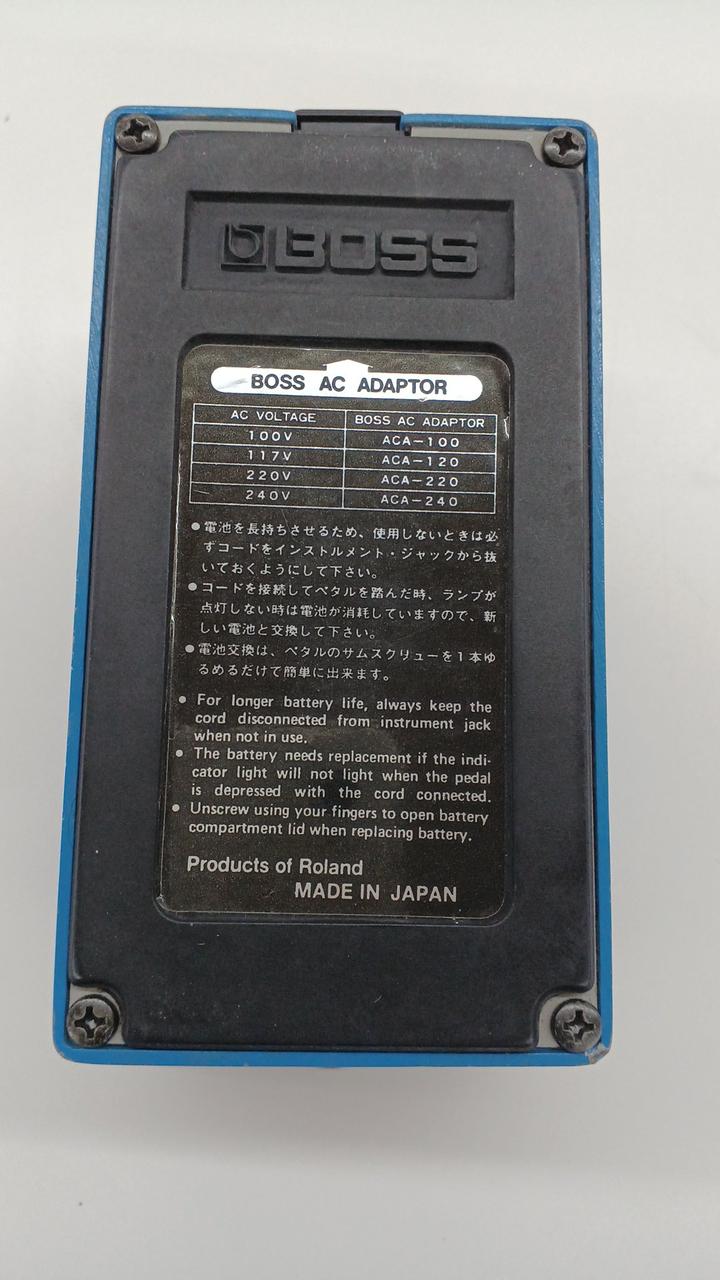 BOSS
BOSS AC ADAPTOR
AC VOLTAGE BOSS AC ADAPTOR
100V ACA-100
117V ACA-120
220V ACA-220
240V ACA-240
●電池を長持ちさせるため、使用しないときは必
ずコードをインストルメント・ジャックから抜
いておくようにして下さい。
●コードを接続してペタルを踏んだ時、ランプが
点灯しない時は電池が消耗していますので、新
しい電池と交換して下さい。
●電池交換は、ペタルのサムスクリューを1本ゆ
るめるだけで簡単に出来ます。
● For longer battery life, always keep the
cord disconnected from instrument jack
when not in use.
● The battery needs replacement if the indi-
cator light will not light when the pedal
is depressed with the cord connected.
● Unscrew using your fingers to open battery
compartment lid when replacing battery.
Products of Roland
MADE IN JAPAN